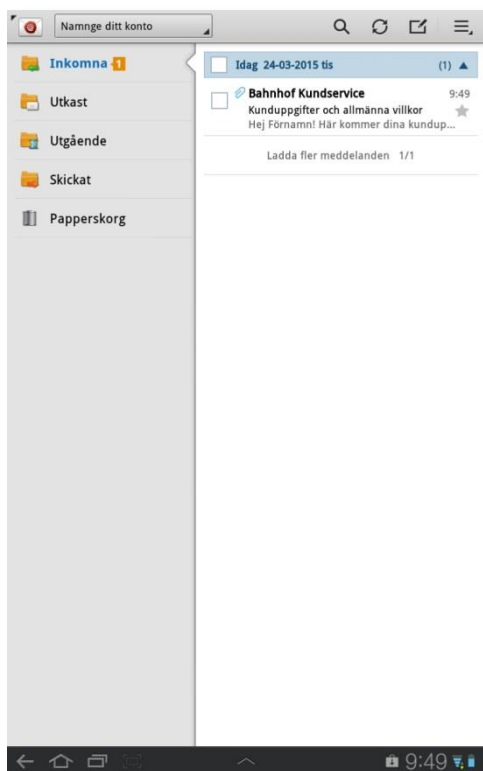 Namnge ditt konto
Inkomna 1
Utkast
Utgående
Skickat
Papperskorg
Idag 24-03-2015 tis (1)
Bahnhof Kundservice 9:49
Kunduppgifter och allmänna villkor
Hej Förnamn! Här kommer dina kundup...
Ladda fler meddelanden 1/1
9:49